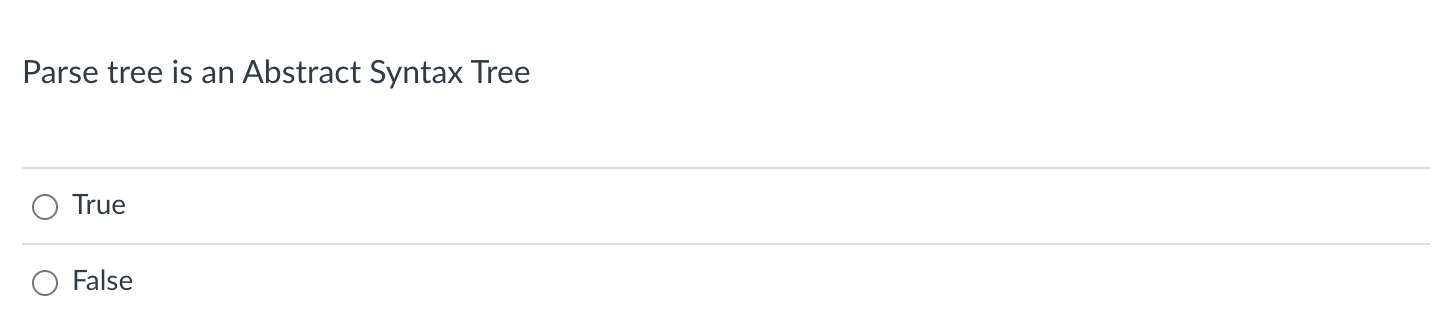 Parse tree is an Abstract Syntax Tree
True
False